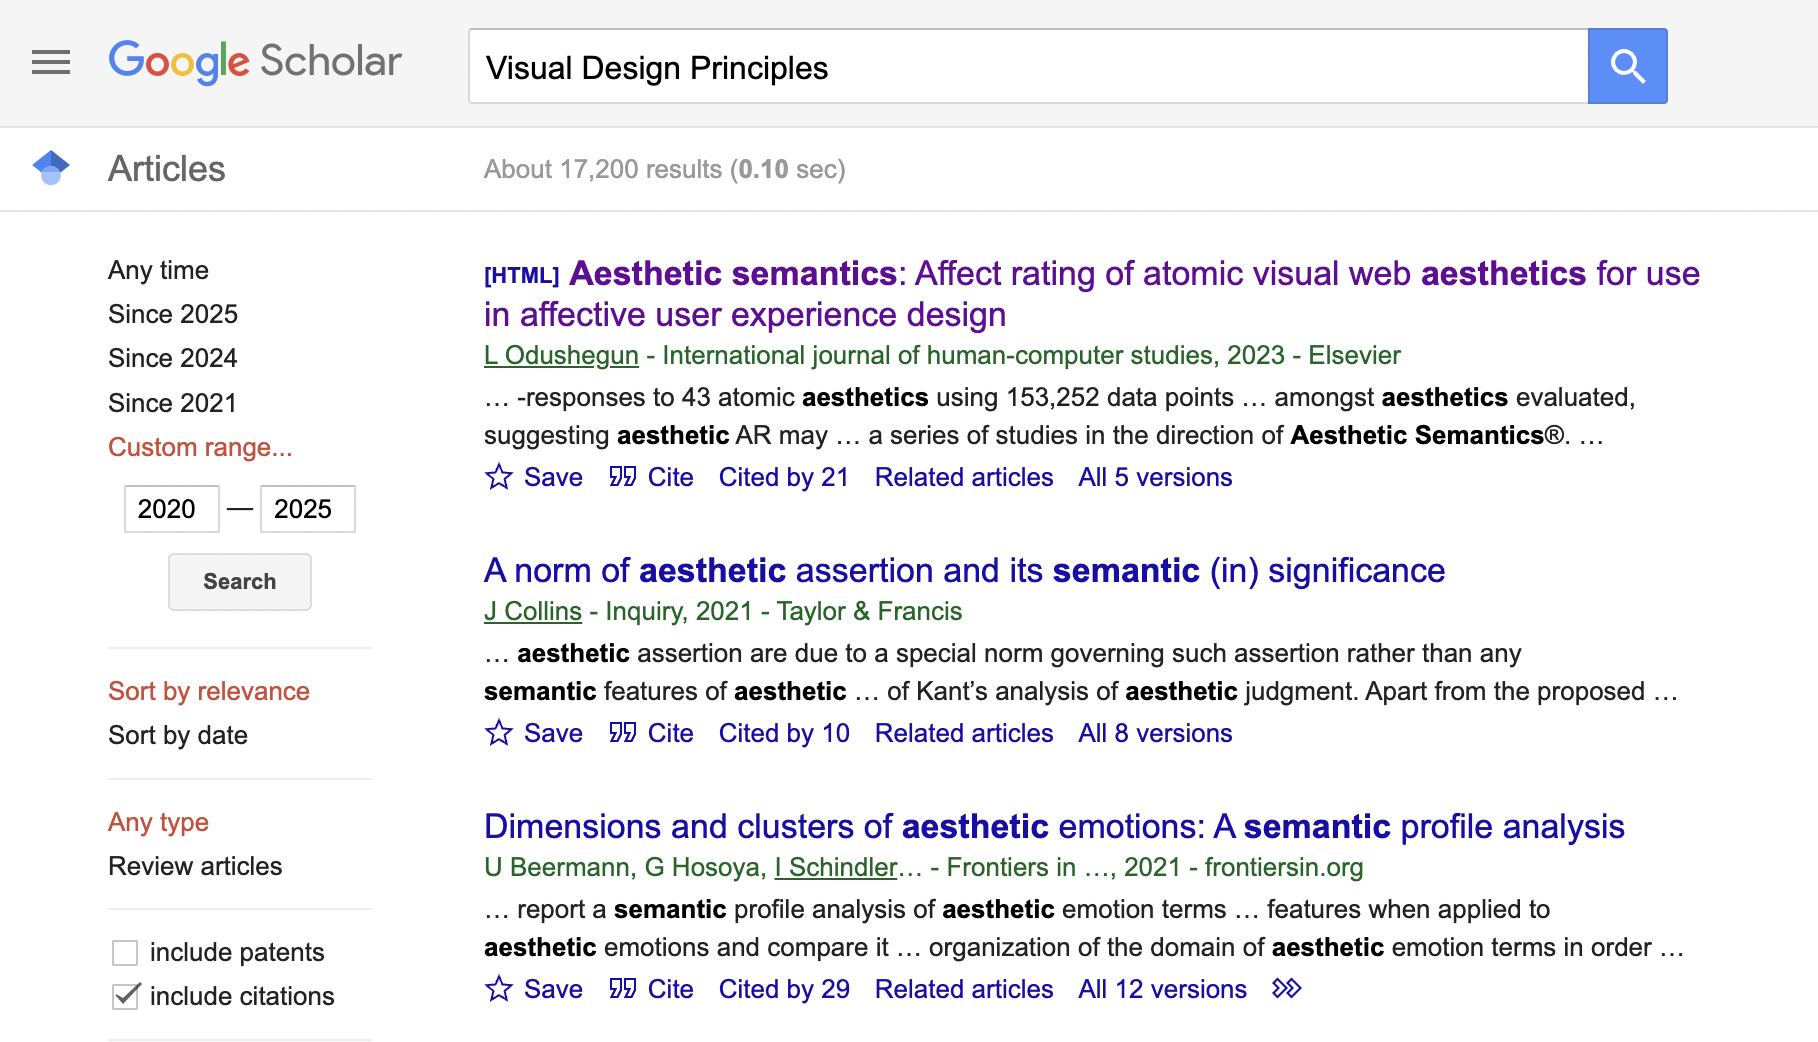 Google Scholar
Visual Design Principles
Articles
About 17,200 results (0.10 sec)
Any time
Since 2025
Since 2024
Since 2021
Custom range...
2020 — 2025
Search
Sort by relevance
Sort by date
Any type
Review articles
include patents
include citations
[HTML] Aesthetic semantics: Affect rating of atomic visual web aesthetics for use
in affective user experience design
L Odushegun - International journal of human-computer studies, 2023 - Elsevier
… -responses to 43 atomic aesthetics using 153,252 data points … amongst aesthetics evaluated,
suggesting aesthetic AR may … a series of studies in the direction of Aesthetic Semantics®. …
Save Cite Cited by 21 Related articles All 5 versions
A norm of aesthetic assertion and its semantic (in) significance
J Collins - Inquiry, 2021 - Taylor & Francis
… aesthetic assertion are due to a special norm governing such assertion rather than any
semantic features of aesthetic … of Kant’s analysis of aesthetic judgment. Apart from the proposed …
Save Cite Cited by 10 Related articles All 8 versions
Dimensions and clusters of aesthetic emotions: A semantic profile analysis
U Beermann, G Hosoya, I Schindler… - Frontiers in …, 2021 - frontiersin.org
… report a semantic profile analysis of aesthetic emotion terms … features when applied to
aesthetic emotions and compare it … organization of the domain of aesthetic emotion terms in order …
Save Cite Cited by 29 Related articles All 12 versions